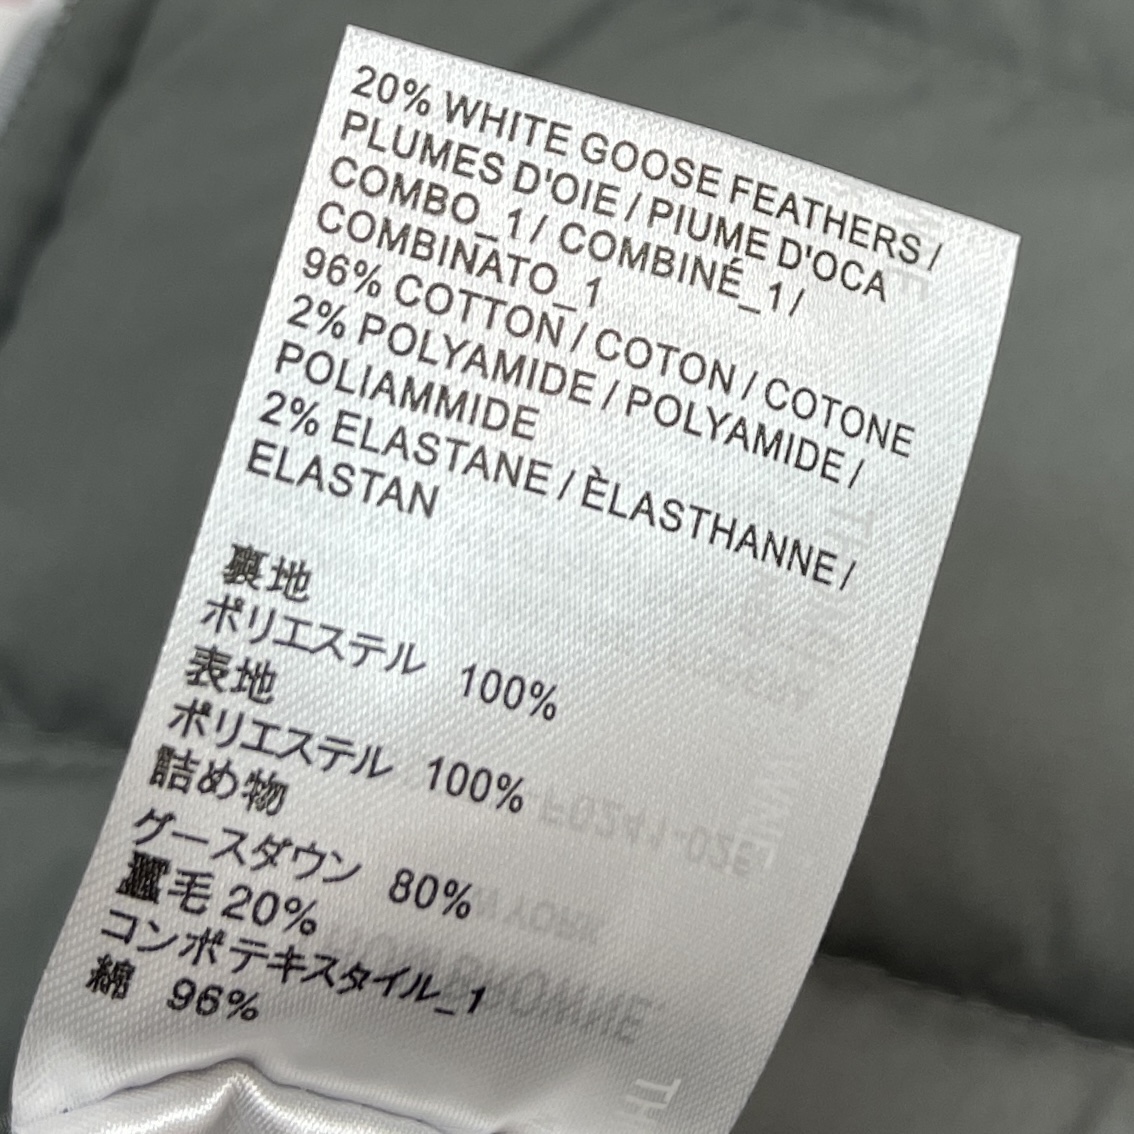 20% WHITE GOOSE FEATHERS /
PLUMES D'OIE / PIUME D'OCA
COMBO_1 / COMBINÉ_1 /
COMBINATO_1
96% COTTON / COTON / COTONE
2% POLYAMIDE / POLYAMIDE /
POLIAMMIDE
2% ELASTANE / ÈLASTHANNE /
ELASTAN
裏地
ポリエステル 100%
表地
ポリエステル 100%
詰め物
グースダウン 80%
毛 20%
コンポテキスタイル_1
綿 96%